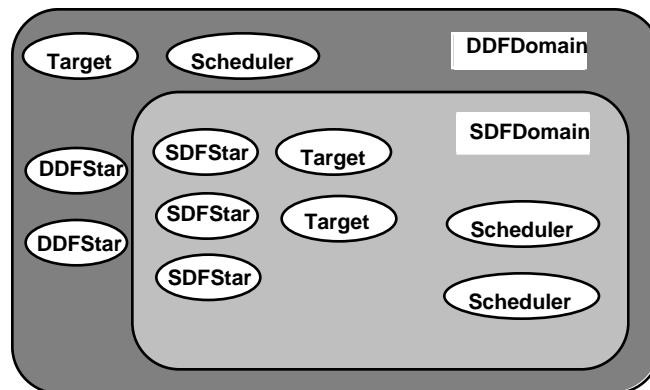 Target
Scheduler
DDFDomain
SDFDomain
DDFStar
SDFStar
Target
DDFStar
SDFStar
Target
Scheduler
SDFStar
Scheduler